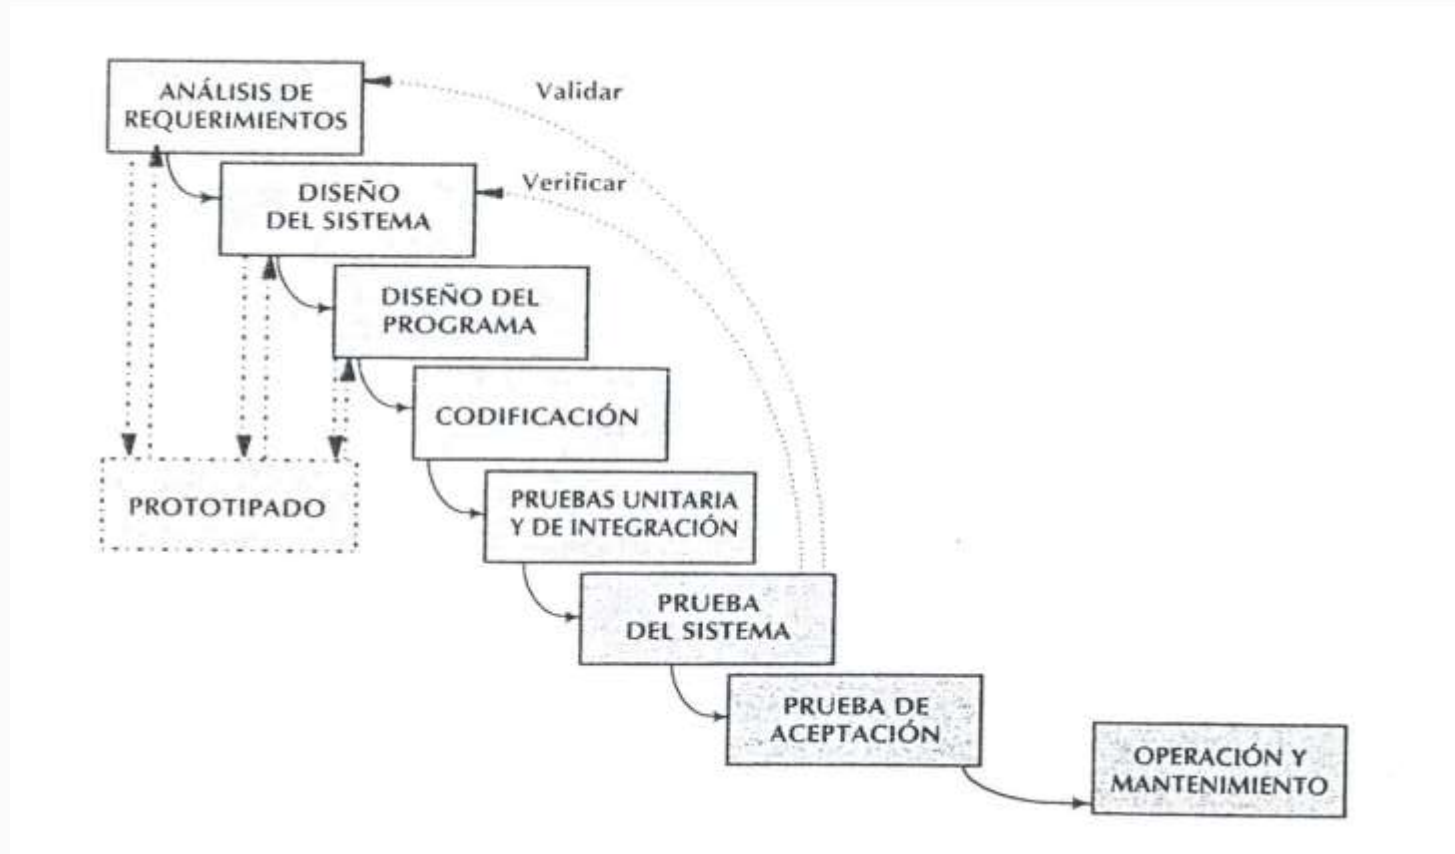 ANÁLISIS DE
REQUERIMIENTOS
Validar
DISEÑO
DEL SISTEMA
Verificar
DISEÑO DEL
PROGRAMA
CODIFICACIÓN
PROTOTIPADO
PRUEBAS UNITARIA
Y DE INTEGRACIÓN
PRUEBA
DEL SISTEMA
PRUEBA DE
ACEPTACIÓN
OPERACIÓN Y
MANTENIMIENTO